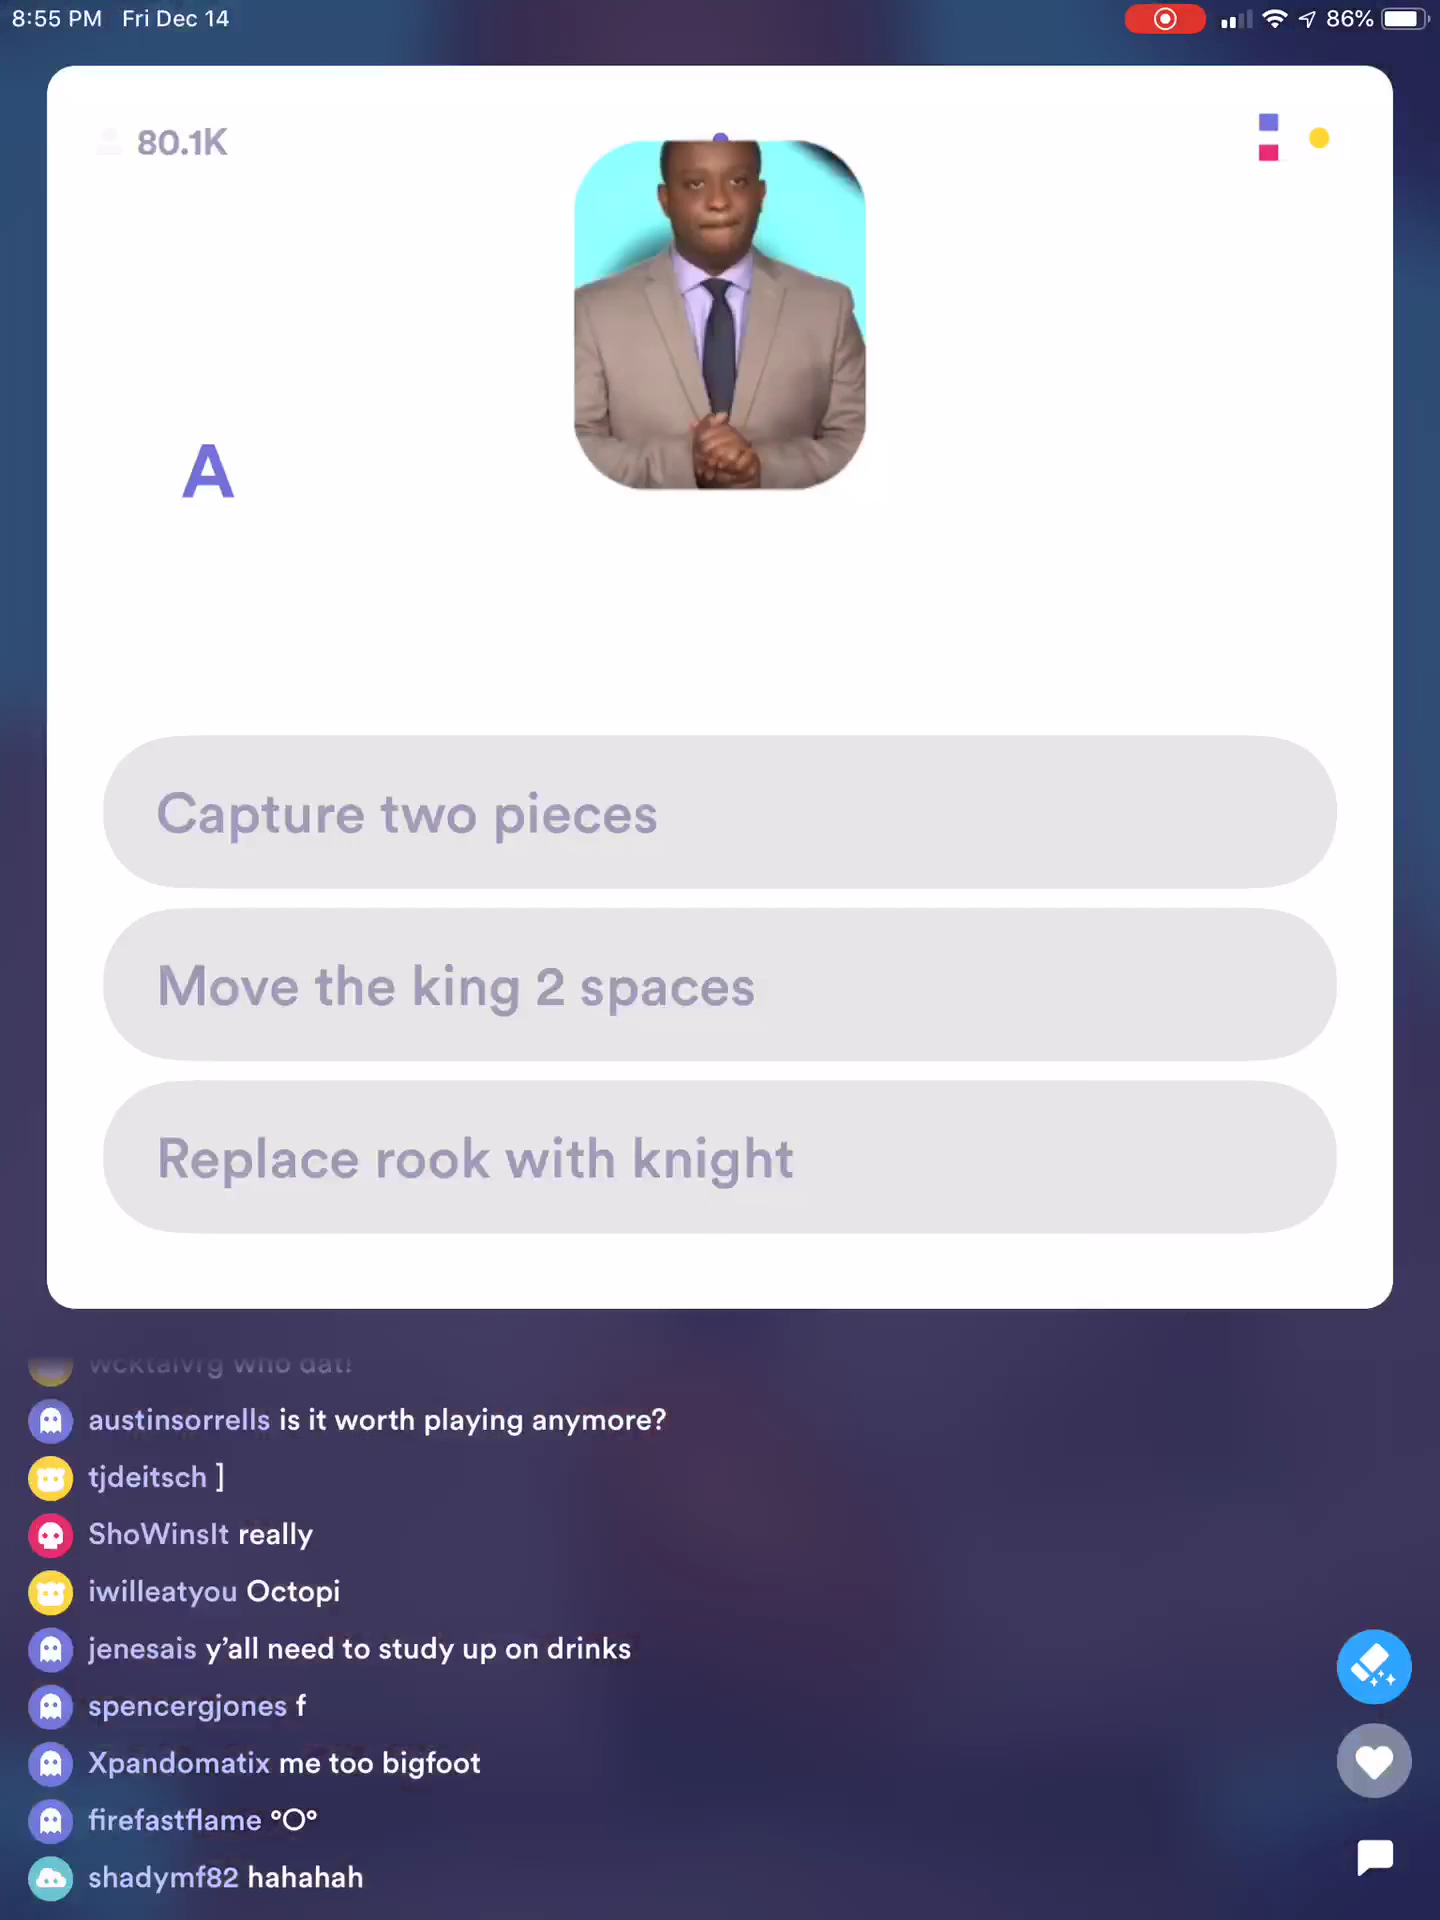 8:55 PM Fri Dec 14
86%
80.1K
A
Capture two pieces
Move the king 2 spaces
Replace rook with knight
who dat!
austinsorrells is it worth playing anymore?
tjdeitsch ]
ShoWinsIt really
iwilleatyou Octopi
jenesais y’all need to study up on drinks
spencergjones f
Xpandomatix me too bigfoot
firefastflame °O°
shadymf82 hahahah